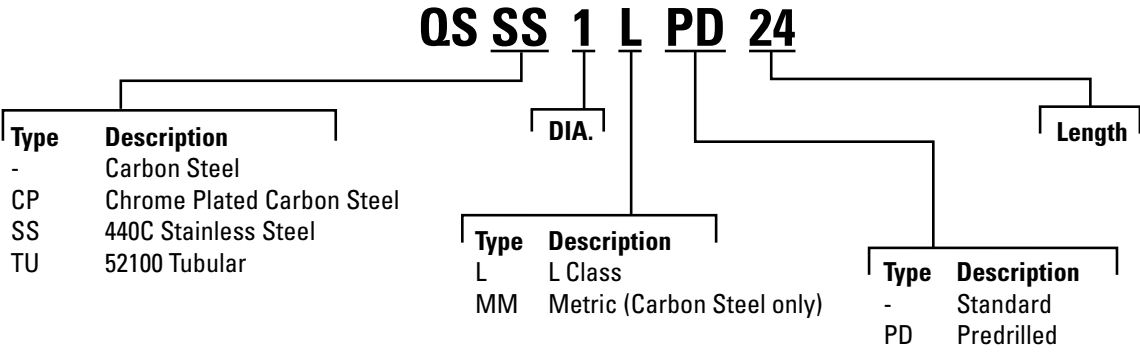 QS SS 1 L PD 24
Type Description
- Carbon Steel
CP Chrome Plated Carbon Steel
SS 440C Stainless Steel
TU 52100 Tubular
DIA.
Type Description
L L Class
MM Metric (Carbon Steel only)
Length
Type Description
- Standard
PD Predrilled